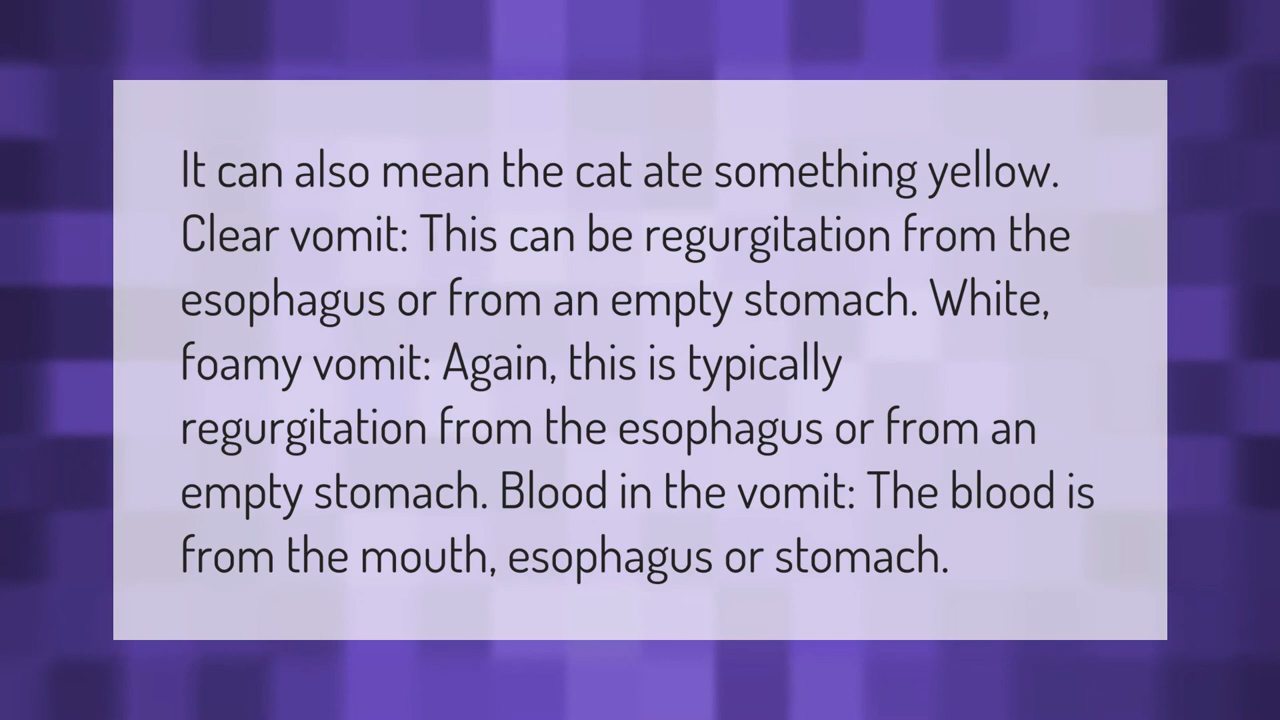 It can also mean the cat ate something yellow.
Clear vomit: This can be regurgitation from the
esophagus or from an empty stomach. White,
foamy vomit: Again, this is typically
regurgitation from the esophagus or from an
empty stomach. Blood in the vomit: The blood is
from the mouth, esophagus or stomach.